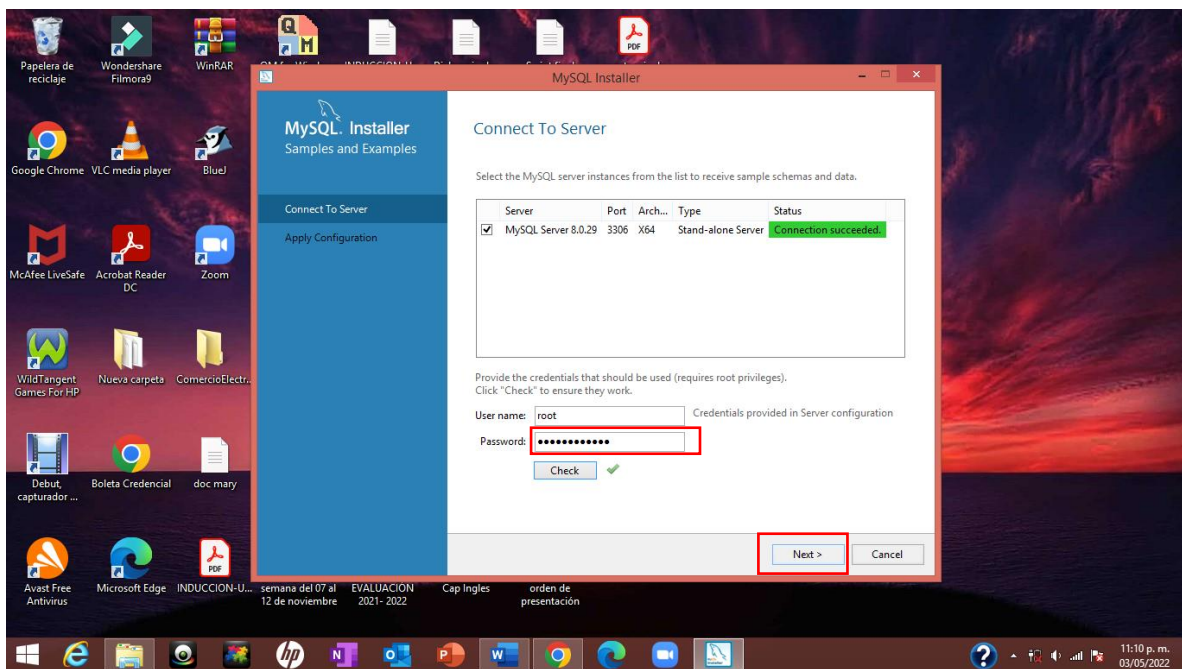 Papelera de reciclaje
Wondershare Filmora9
WinRAR
PDF
MySQL Installer
MySQL. Installer
Samples and Examples
Connect To Server
Apply Configuration
Connect To Server
Select the MySQL server instances from the list to receive sample schemas and data.
Server Port Arch... Type Status
MySQL Server 8.0.29 3306 X64 Stand-alone Server Connection succeeded.
Provide the credentials that should be used (requires root privileges).
Click "Check" to ensure they work.
User name: root Credentials provided in Server configuration
Password: ●●●●●●●●●●●●
Check
Next > Cancel
Google Chrome
VLC media player
BlueJ
McAfee LiveSafe
Acrobat Reader DC
Zoom
WildTangent Games For HP
Nueva carpeta
ComercioElectr...
Debut, capturador ...
Boleta Credencial
doc mary
Avast Free Antivirus
Microsoft Edge
PDF
INDUCCION-U...
semana del 07 al 12 de noviembre
EVALUACION 2021- 2022
Cap Ingles
orden de presentación
11:10 p. m.
03/05/2022